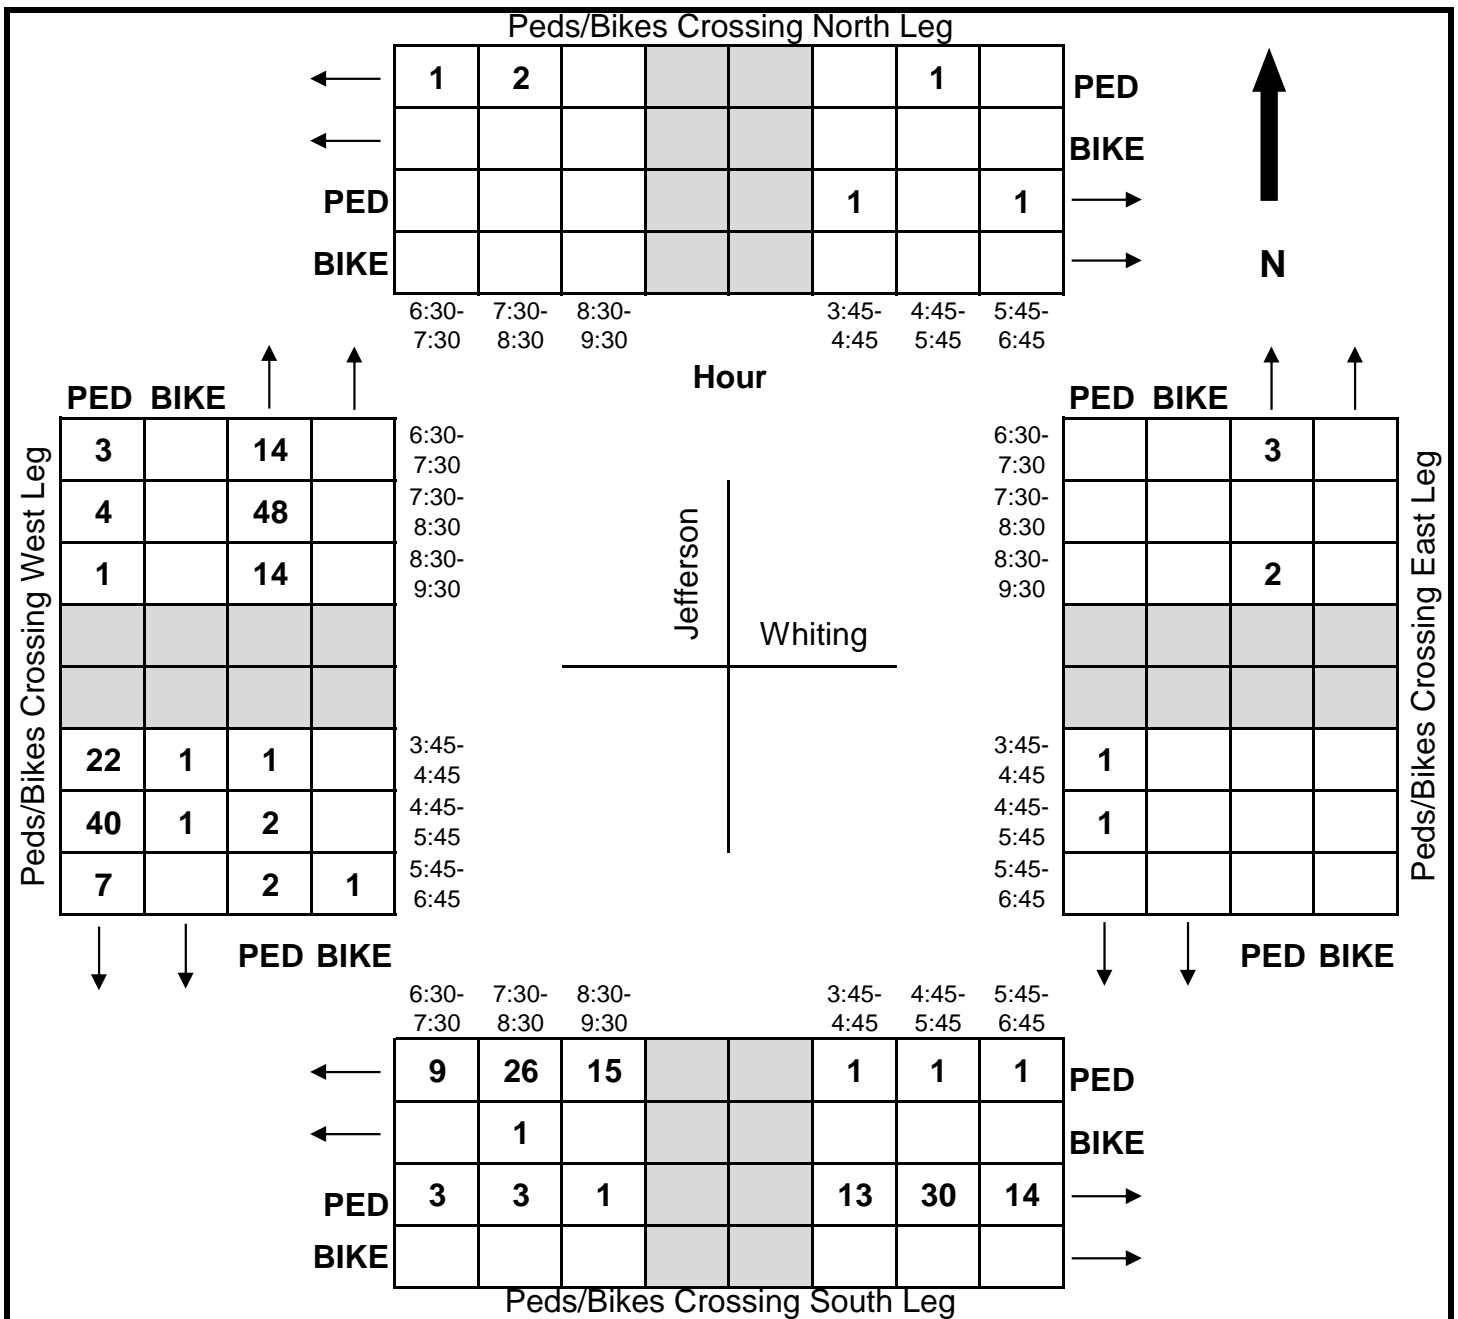 Peds/Bikes Crossing North Leg
1 2 1 PED
BIKE
PED 1 1
BIKE
N
6:30- 7:30- 8:30- 3:45- 4:45- 5:45-
7:30 8:30 9:30 4:45 5:45 6:45
Hour
Peds/Bikes Crossing West Leg
PED BIKE
3 14 6:30-
7:30
4 48 7:30-
8:30
1 14 8:30-
9:30
22 1 1 3:45-
4:45
40 1 2 4:45-
5:45
7 2 1 5:45-
6:45
PED BIKE
Jefferson
Whiting
PED BIKE
6:30-
7:30 3
7:30-
8:30
8:30-
9:30 2
3:45-
4:45 1
4:45-
5:45 1
5:45-
6:45
PED BIKE
Peds/Bikes Crossing East Leg
6:30- 7:30- 8:30- 3:45- 4:45- 5:45-
7:30 8:30 9:30 4:45 5:45 6:45
9 26 15 1 1 1 PED
1 BIKE
PED 3 3 1 13 30 14
BIKE
Peds/Bikes Crossing South Leg